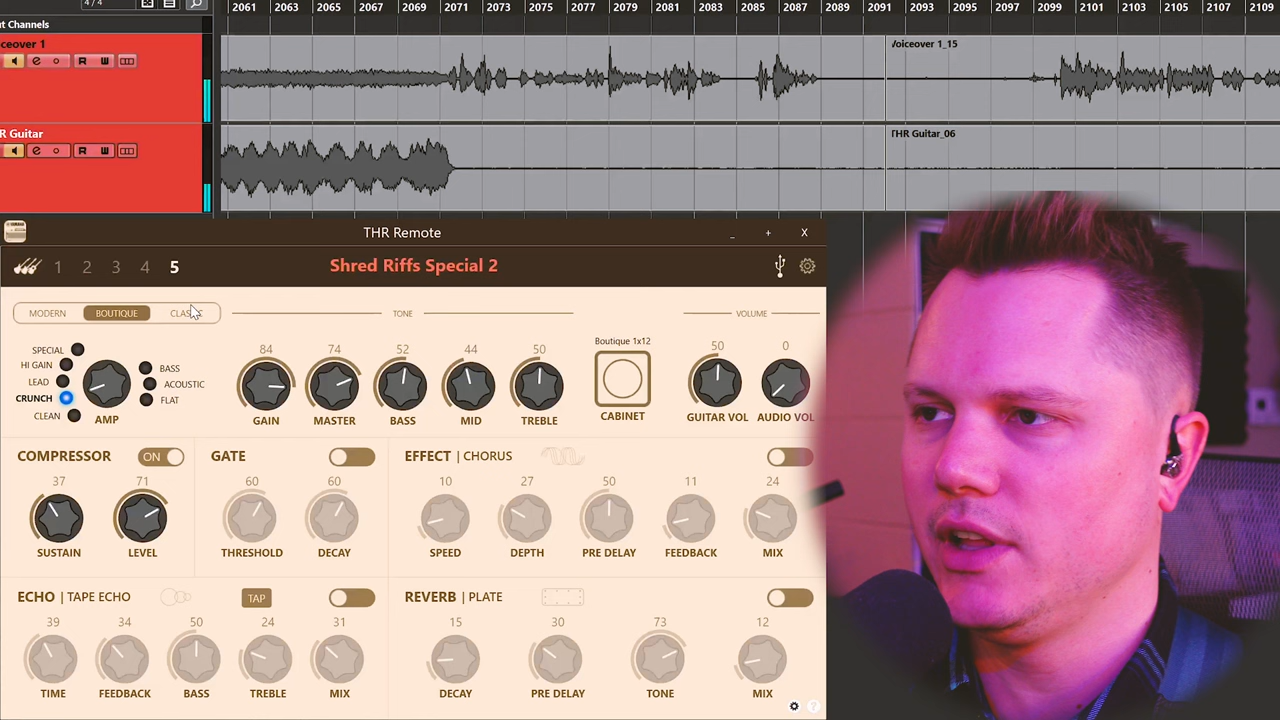 4 / 4
2061 2063 2065 2067 2069 2071 2073 2075 2077 2079 2081 2083 2085 2087 2089 2091 2093 2095 2097 2099 2101 2103 2105 2107 2109
ut Channels
iceover 1
Voiceover 1_15
e R W
R Guitar
THR Guitar_06
e R W
THR Remote
_ + X
1 2 3 4 5
Shred Riffs Special 2
MODERN BOUTIQUE
TONE
VOLUME
SPECIAL
HI GAIN
LEAD
CRUNCH
CLEAN
AMP
BASS
ACOUSTIC
FLAT
84 74 52 44 50
GAIN MASTER BASS MID TREBLE
Boutique 1x12
CABINET
50 0
GUITAR VOL AUDIO VOL
COMPRESSOR ON
37 71
SUSTAIN LEVEL
GATE
60 60
THRESHOLD DECAY
EFFECT | CHORUS
10 27 50 11 24
SPEED DEPTH PRE DELAY FEEDBACK MIX
ECHO | TAPE ECHO TAP
39 34 50 24 31
TIME FEEDBACK BASS TREBLE MIX
REVERB | PLATE
15 30 73 12
DECAY PRE DELAY TONE MIX
?